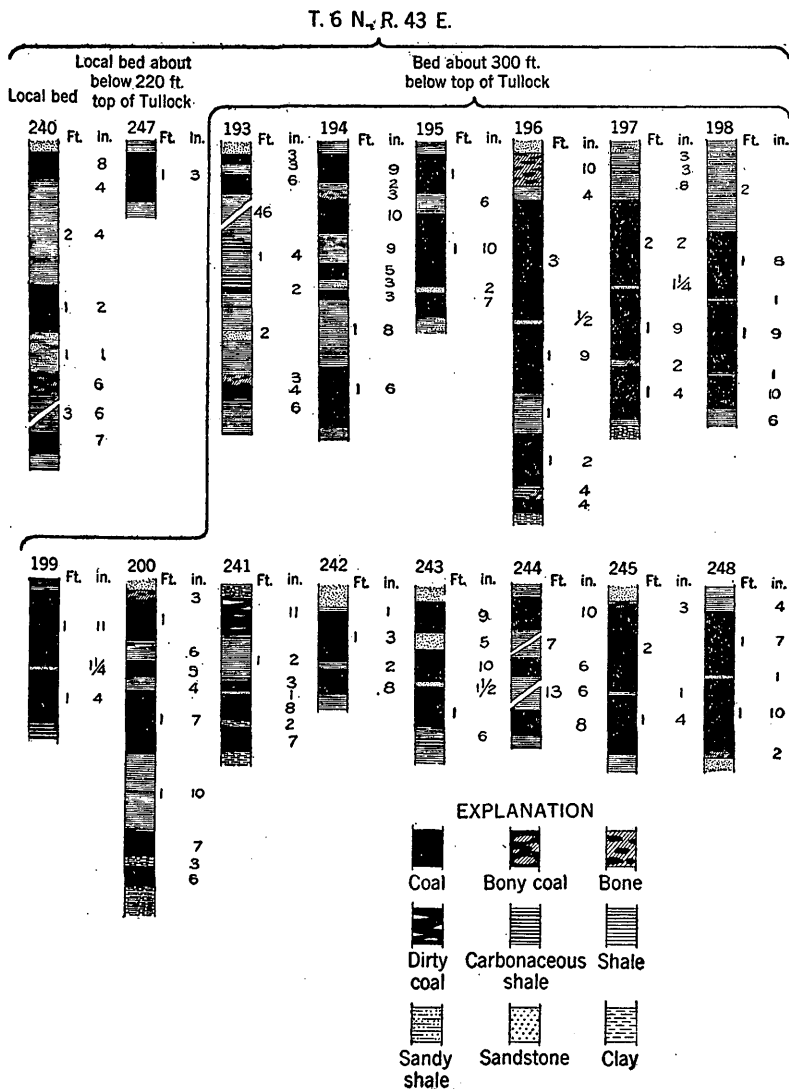 T. 6 N., R. 43 E.
Local bed
Local bed about
below 220 ft.
top of Tullock
Bed about 300 ft.
below top of Tullock
240 Ft. in.
8
4
2 4
1 2
1 1
6
3 6
7
247 Ft. in.
1 3
193 Ft. in.
3
3
6
46
1 4
2
2
3
4
6
194 Ft. in.
9
2
3
10
9
5
3
3
1 8
1 6
195 Ft. in.
1
6
1 10
2
7
196 Ft. in.
10
4
3
1/2
1 9
1
1 2
4
4
197 Ft. in.
3
3
8
2 2
1 1/4
1 9
2
1 4
198 Ft. in.
2
1 8
1
1 9
1
10
6
199 Ft. in.
1 11
1 1/4
1 4
200 Ft. in.
3
1
6
5
4
1 7
1 10
7
3
6
241 Ft. in.
11
1 2
3
1
8
2
7
242 Ft. in.
1
1 3
2
8
243 Ft. in.
9
5
10
1 1/2
1
6
244 Ft. in.
10
7
6
13 6
8
245 Ft. in.
3
2
1
1 4
248 Ft. in.
4
1 7
1
1 10
2
EXPLANATION
Coal
Bony coal
Bone
Dirty
coal
Carbonaceous
shale
Shale
Sandy
shale
Sandstone
Clay